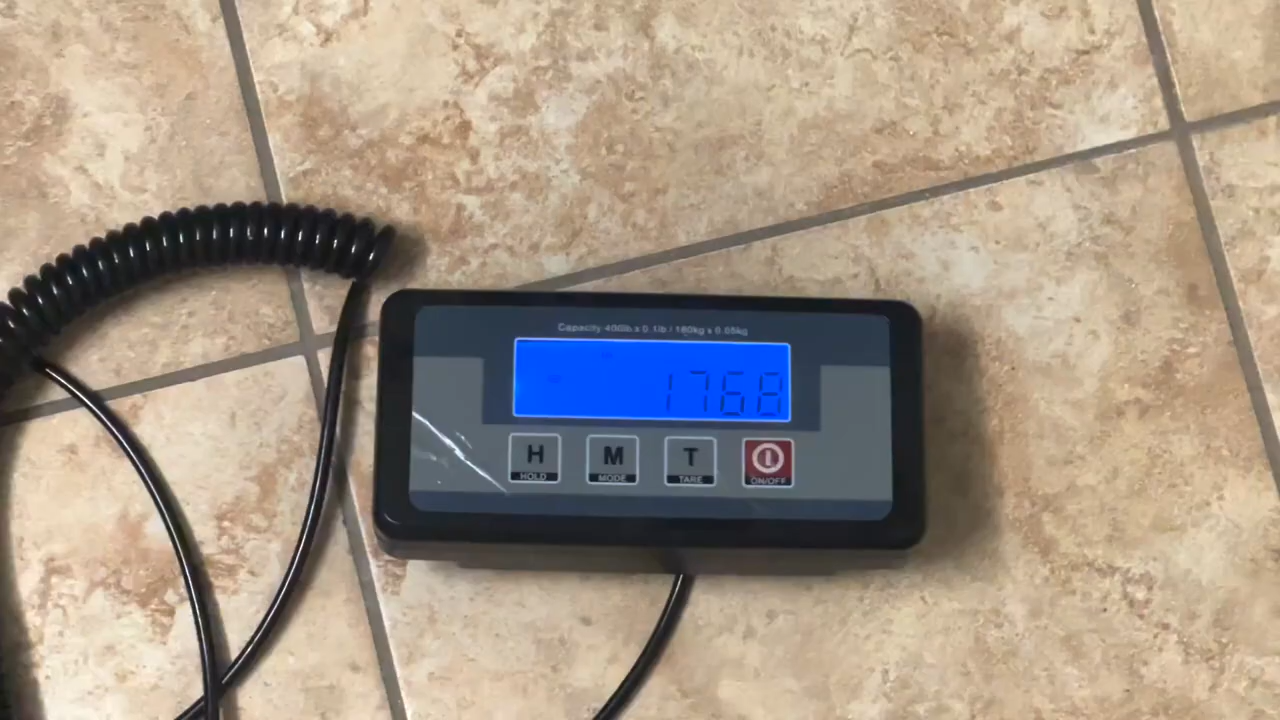 Capacity 400lb x 0.1lb / 180kg x 0.05kg
1768
H M T
HOLD MODE TARE ON/OFF